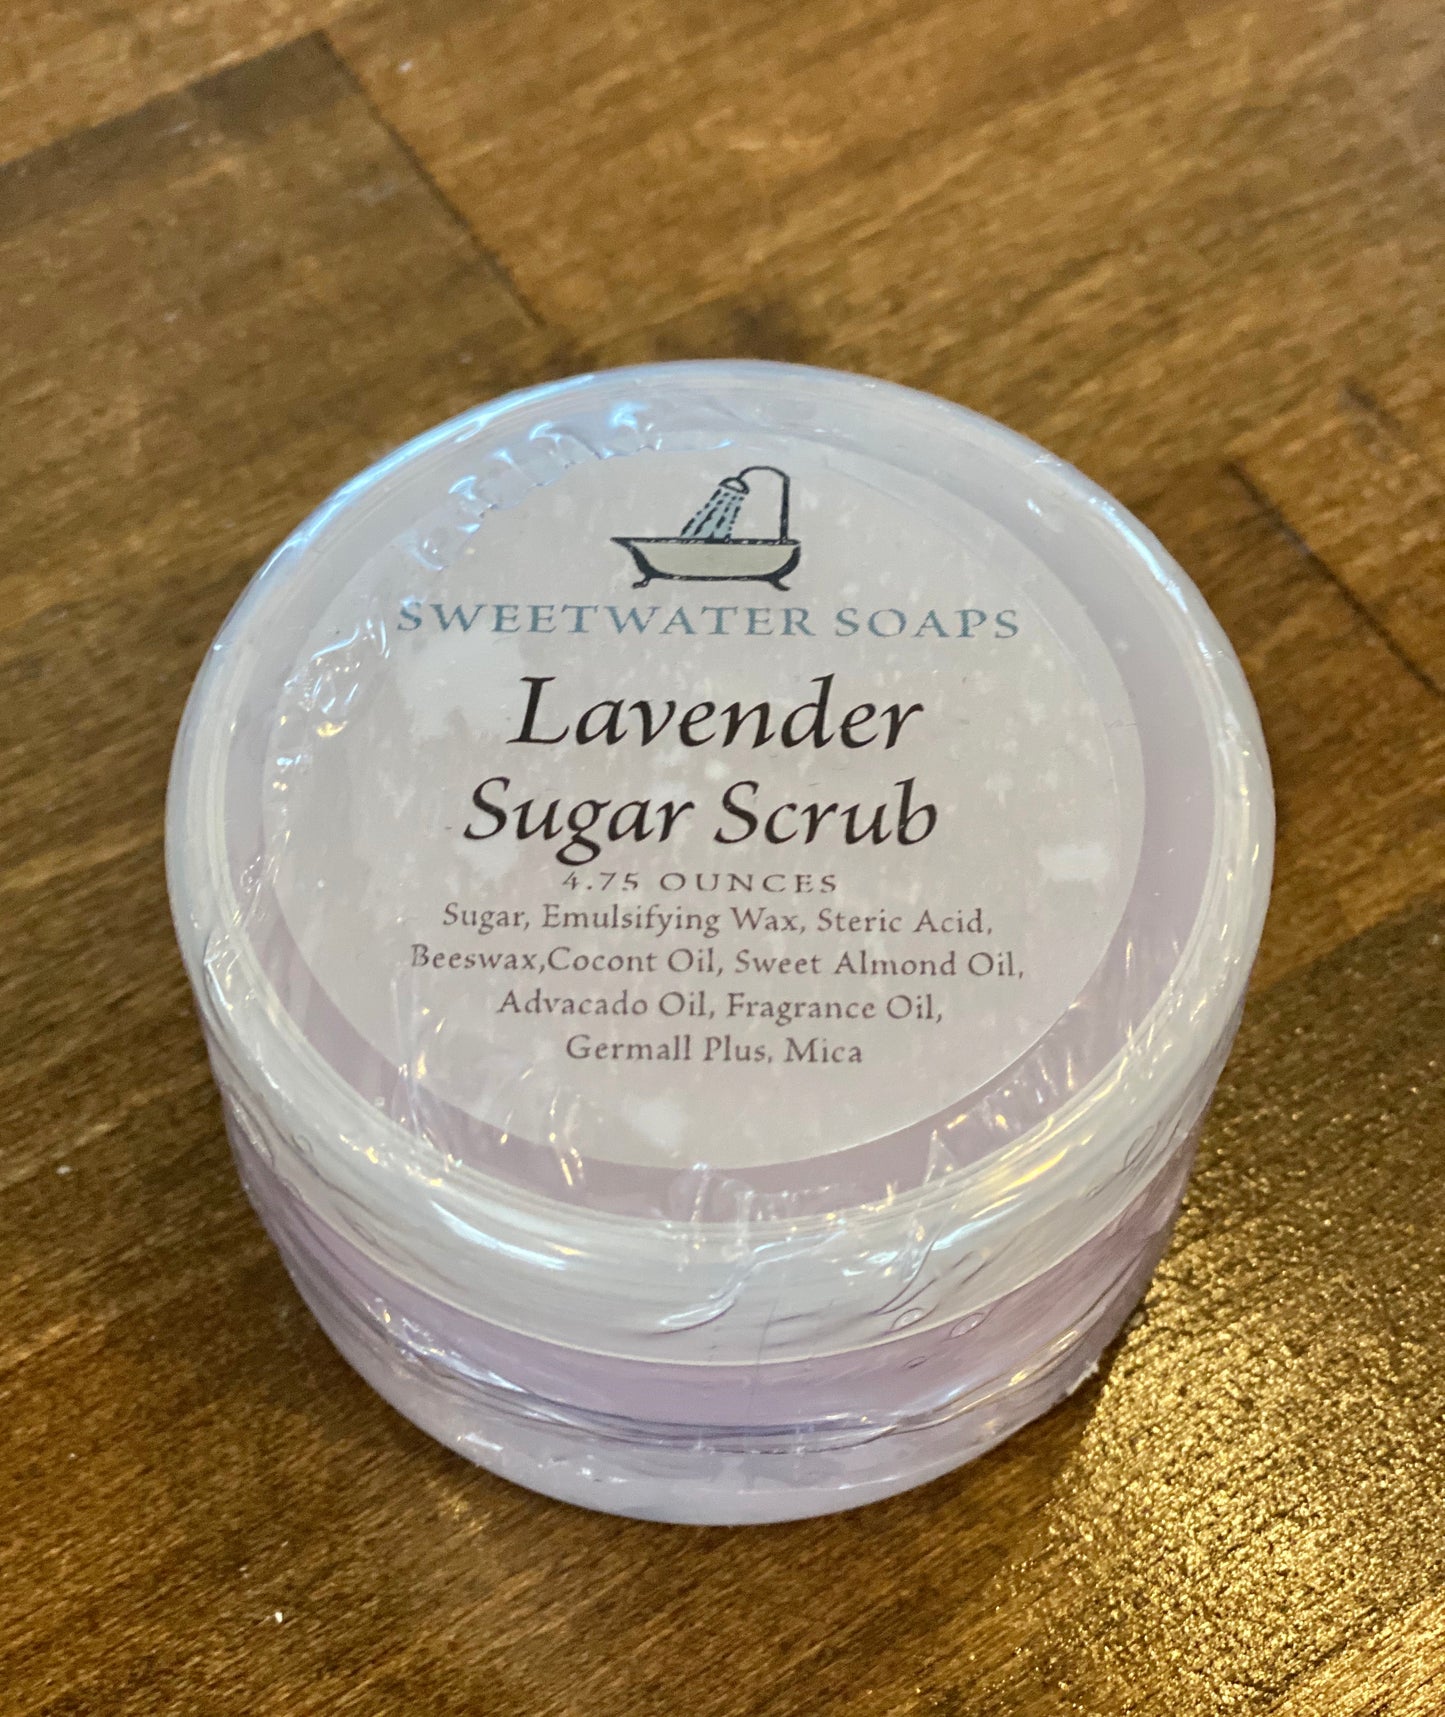 SWEETWATER SOAPS
Lavender
Sugar Scrub
4.75 OUNCES
Sugar, Emulsifying Wax, Steric Acid,
Beeswax,Cocont Oil, Sweet Almond Oil,
Advacado Oil, Fragrance Oil,
Germall Plus, Mica